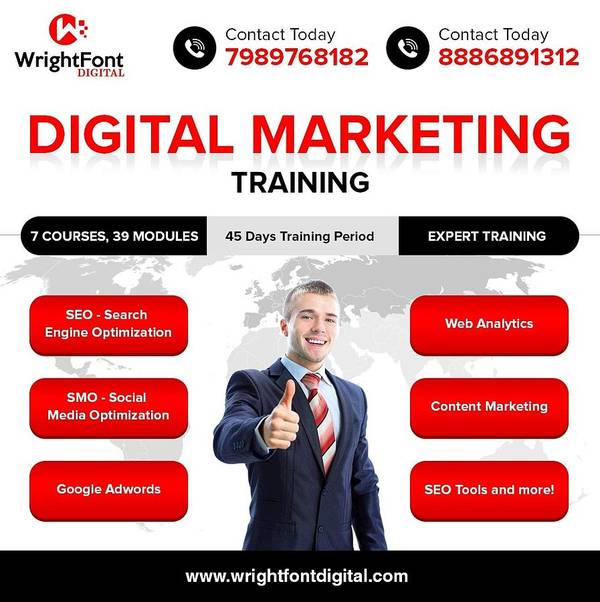 WrightFont
DIGITAL
Contact Today
7989768182
Contact Today
8886891312
DIGITAL MARKETING
TRAINING
7 COURSES, 39 MODULES
45 Days Training Period
EXPERT TRAINING
SEO - Search
Engine Optimization
SMO - Social
Media Optimization
Google Adwords
Web Analytics
Content Marketing
SEO Tools and more!
www.wrightfontdigital.com